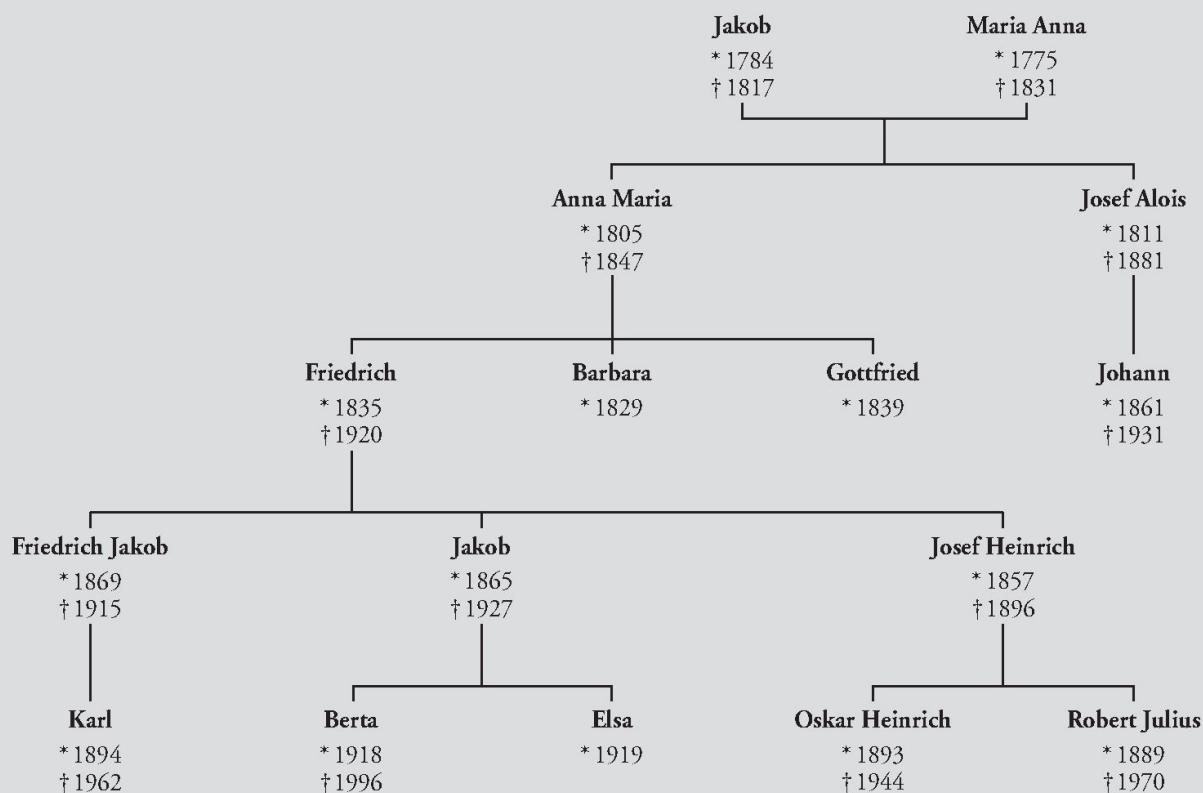 Jakob Maria Anna
* 1784 * 1775
† 1817 † 1831
Anna Maria Josef Alois
* 1805 * 1811
† 1847 † 1881
Friedrich Barbara Gottfried Johann
* 1835 * 1829 * 1839 * 1861
† 1920 † 1931
Friedrich Jakob Jakob Josef Heinrich
* 1869 * 1865 * 1857
† 1915 † 1927 † 1896
Karl Berta Elsa Oskar Heinrich Robert Julius
* 1894 * 1918 * 1919 * 1893 * 1889
† 1962 † 1996 † 1944 † 1970